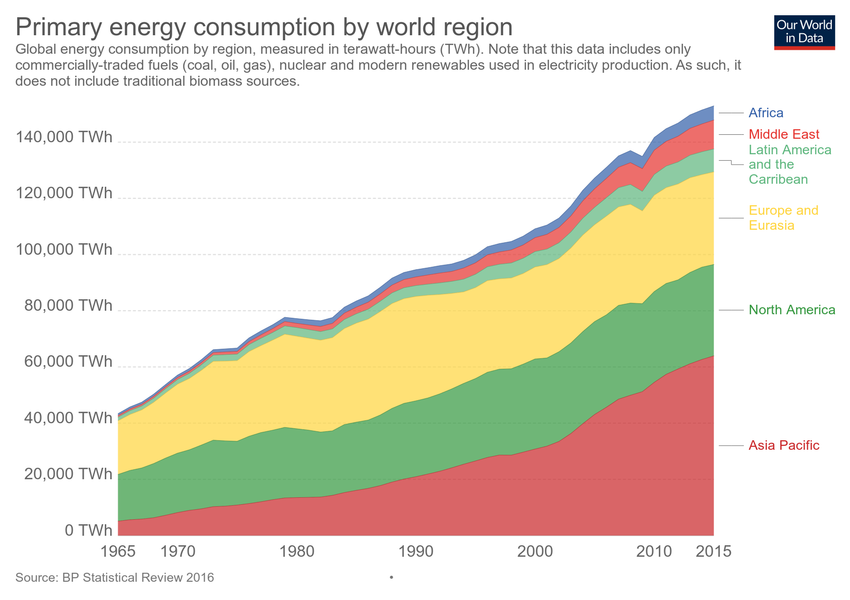 Primary energy consumption by world region
Our World
in Data
Global energy consumption by region, measured in terawatt-hours (TWh). Note that this data includes only
commercially-traded fuels (coal, oil, gas), nuclear and modern renewables used in electricity production. As such, it
does not include traditional biomass sources.
140,000 TWh
120,000 TWh
100,000 TWh
80,000 TWh
60,000 TWh
40,000 TWh
20,000 TWh
0 TWh
Africa
Middle East
Latin America
and the
Carribean
Europe and
Eurasia
North America
Asia Pacific
1965
1970
1980
1990
2000
2010
2015
Source: BP Statistical Review 2016